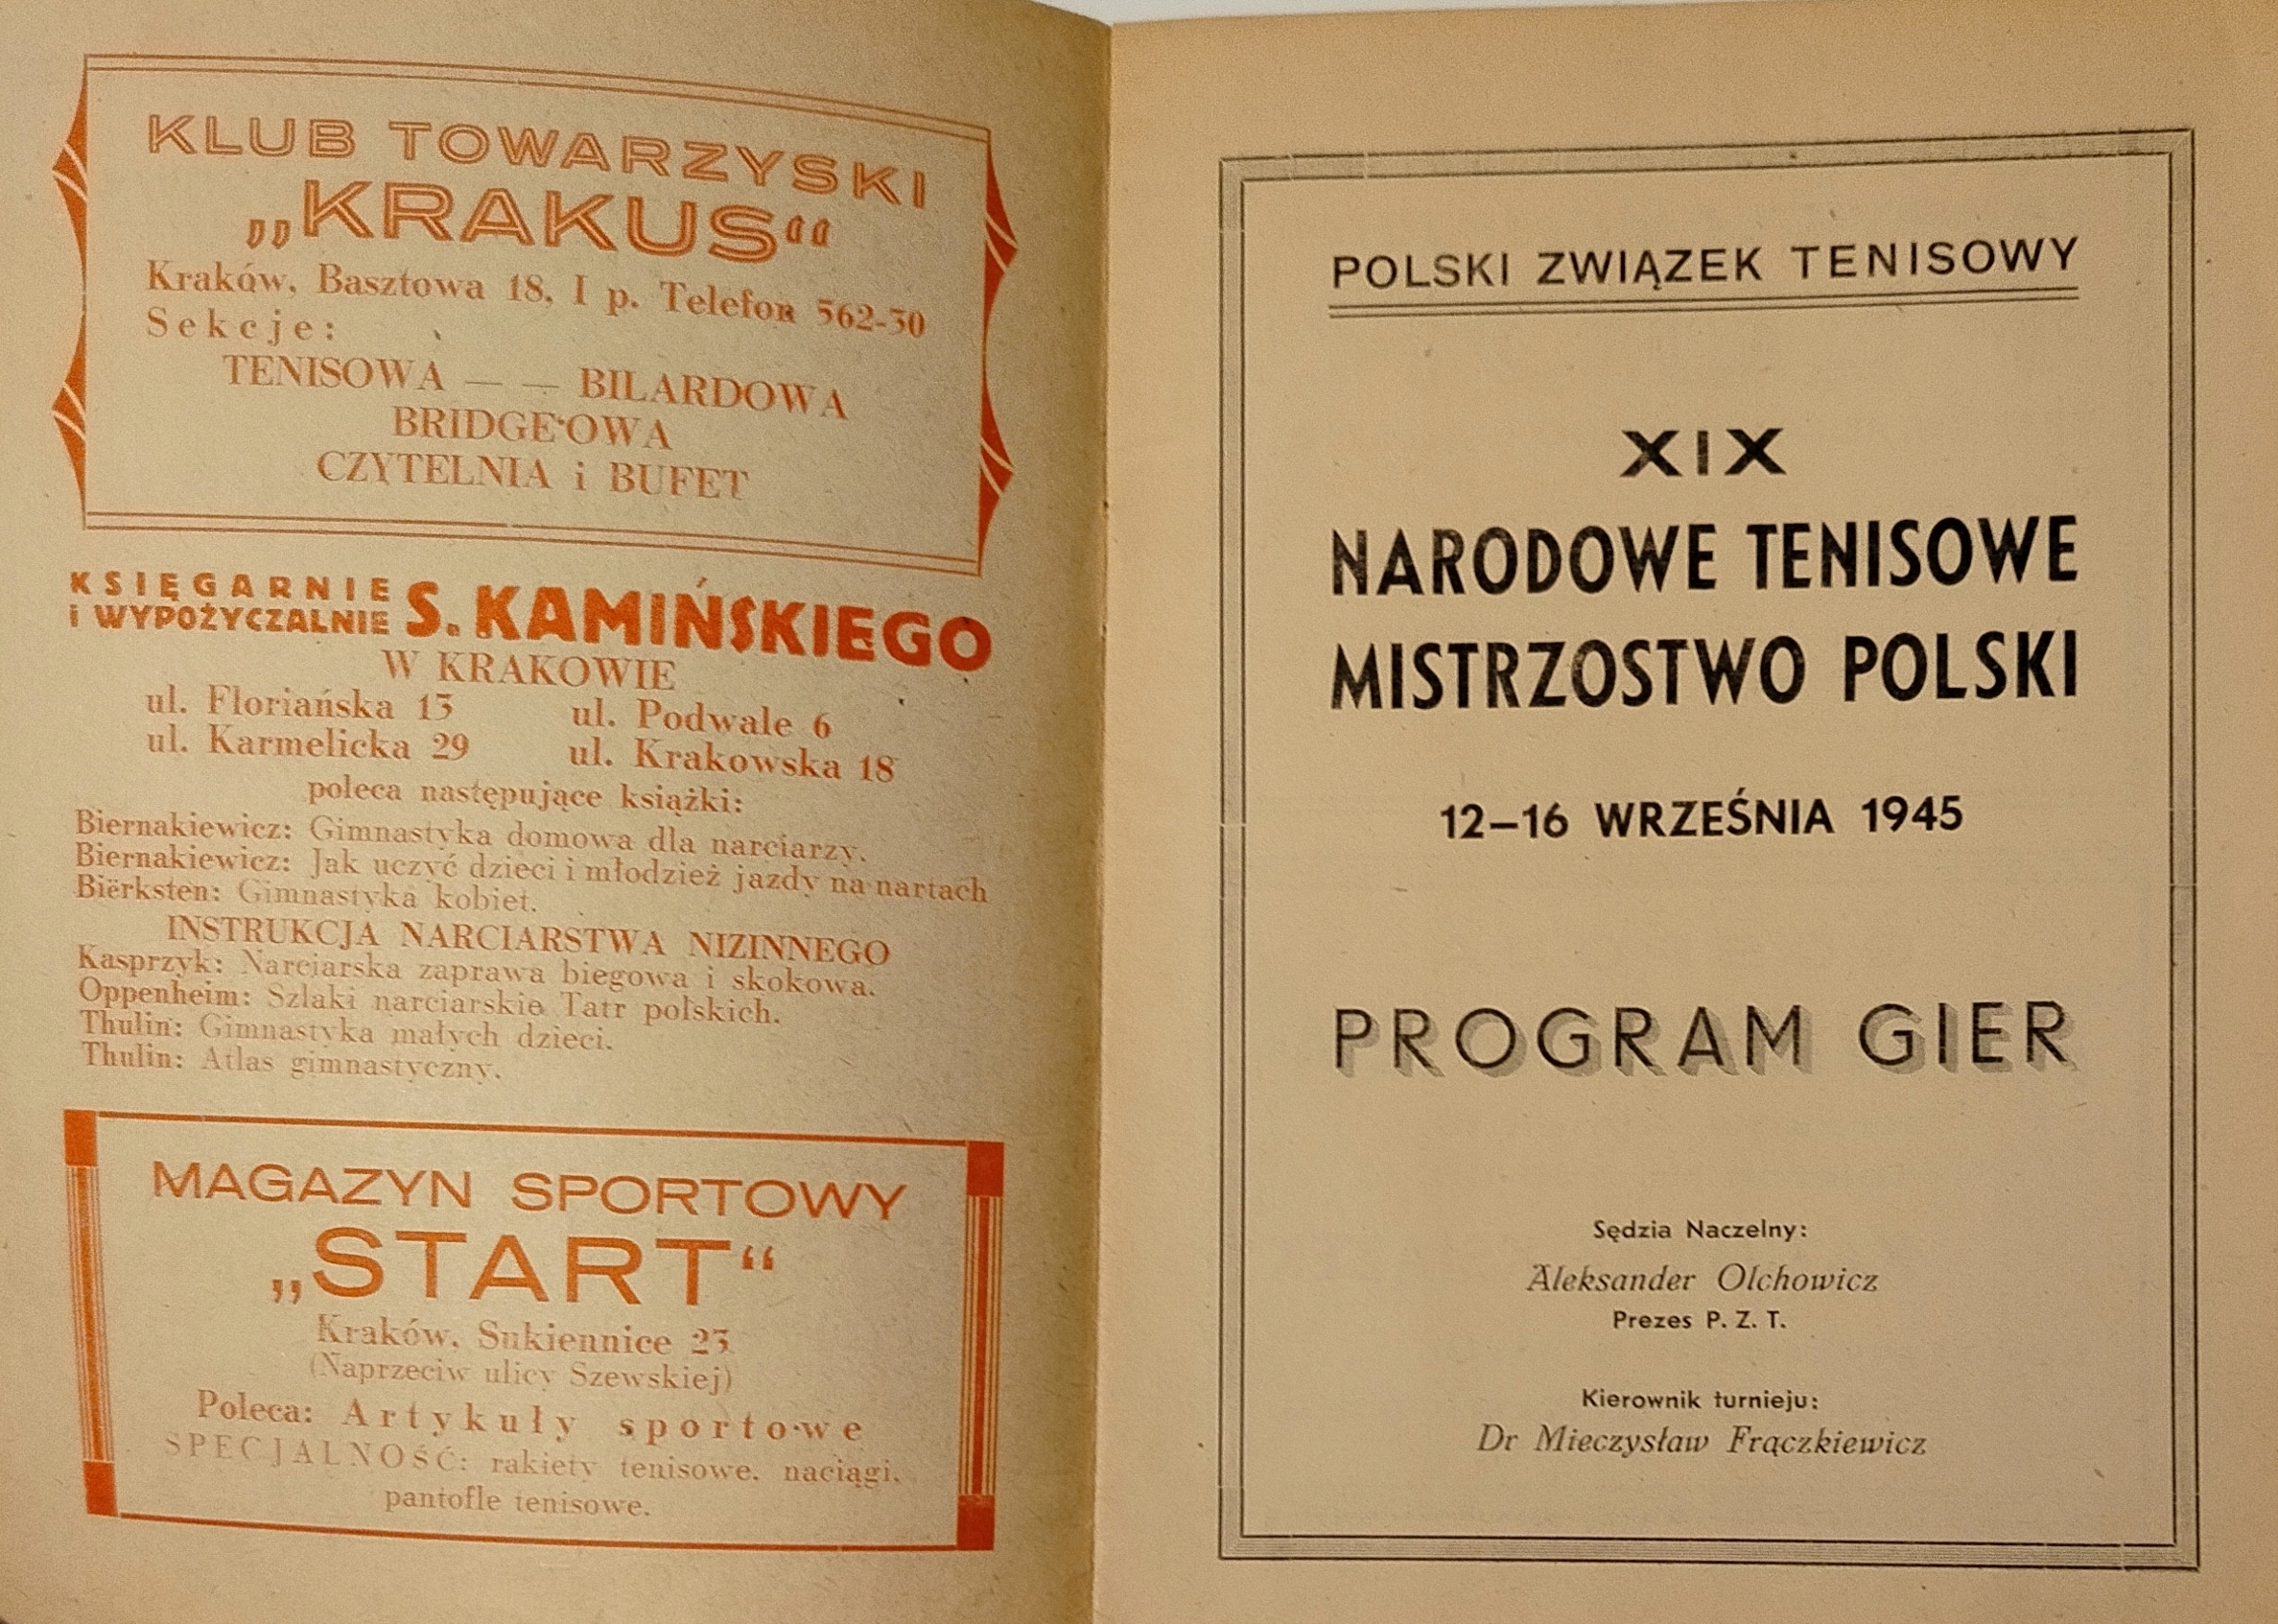 KLUB TOWARZYSKI
„KRAKUS“
Kraków, Basztowa 18, I p. Telefon 562-30
Sekcje:
TENISOWA — — BILARDOWA
BRIDGE'OWA
CZYTELNIA i BUFET
KSIĘGARNIE
i WYPOŻYCZALNIE S. KAMIŃSKIEGO
W KRAKOWIE
ul. Floriańska 13 ul. Podwale 6
ul. Karmelicka 29 ul. Krakowska 18
poleca następujące książki:
Biernakiewicz: Gimnastyka domowa dla narciarzy.
Biernakiewicz: Jak uczyć dzieci i młodzież jazdy na nartach
Biërksten: Gimnastyka kobiet.
INSTRUKCJA NARCIARSTWA NIZINNEGO
Kasprzyk: Narciarska zaprawa biegowa i skokowa.
Oppenheim: Szlaki narciarskie Tatr polskich.
Thulin: Gimnastyka małych dzieci.
Thulin: Atlas gimnastyczny.
MAGAZYN SPORTOWY
„START“
Kraków, Sukiennice 23
(Naprzeciw ulicy Szewskiej)
Poleca: Artykuły sportowe
SPECJALNOŚĆ: rakiety tenisowe, naciągi,
pantofle tenisowe.
POLSKI ZWIĄZEK TENISOWY
XIX
NARODOWE TENISOWE
MISTRZOSTWO POLSKI
12–16 WRZEŚNIA 1945
PROGRAM GIER
Sędzia Naczelny:
Aleksander Olchowicz
Prezes P. Z. T.
Kierownik turnieju:
Dr Mieczysław Frączkiewicz